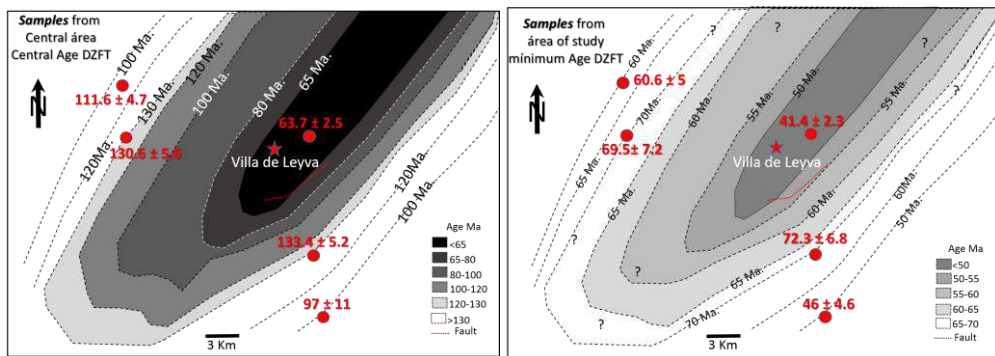 Samples from
Central área
Central Age DZFT
N
100 Ma.
111.6 ± 4.7
130 Ma.
120 Ma.
100 Ma.
80 Ma.
65 Ma.
63.7 ± 2.5
130.6 ± 5.6
120Ma.
Villa de Leyva
120Ma.
100 Ma.
133.4 ± 5.2
97 ± 11
3 Km
Age Ma
<65
65-80
80-100
100-120
120-130
>130
Fault
Samples from
área of study
mínimum Age DZFT
N
60 Ma.
60.6 ± 5
?
?
70Ma.
60 Ma.
55 Ma.
50 Ma.
55 Ma.
?
41.4 ± 2.3
69.5± 7.2
65 Ma.
Villa de Leyva
65 Ma.
60Ma.
50 Ma.
60 Ma.
72.3 ± 6.8
?
?
65 Ma.
46 ± 4.6
70 Ma.
?
3 Km
Age Ma
<50
50-55
55-60
60-65
65-70
Fault